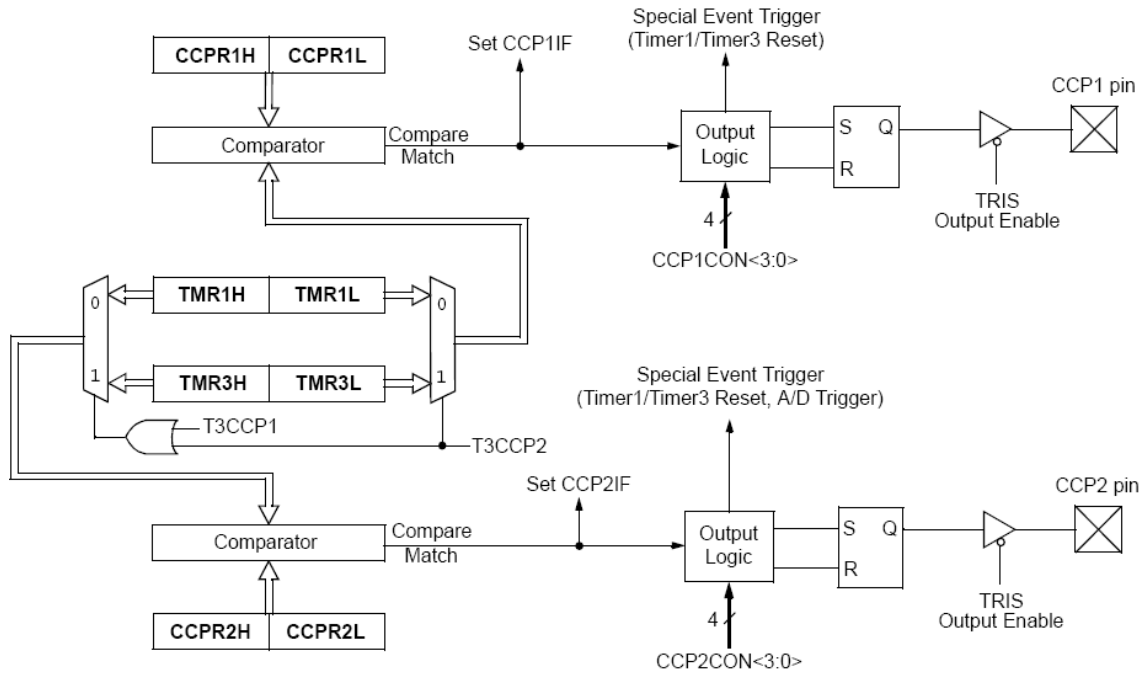 Special Event Trigger
(Timer1/Timer3 Reset)
Set CCP1IF
CCPR1H CCPR1L
CCP1 pin
Comparator
Compare
Match
Output
Logic
S Q
R
TRIS
Output Enable
4
CCP1CON<3:0>
0 TMR1H TMR1L 0
1 TMR3H TMR3L 1
T3CCP1
T3CCP2
Special Event Trigger
(Timer1/Timer3 Reset, A/D Trigger)
Set CCP2IF
CCP2 pin
Comparator
Compare
Match
Output
Logic
S Q
R
TRIS
Output Enable
4
CCPR2H CCPR2L
CCP2CON<3:0>